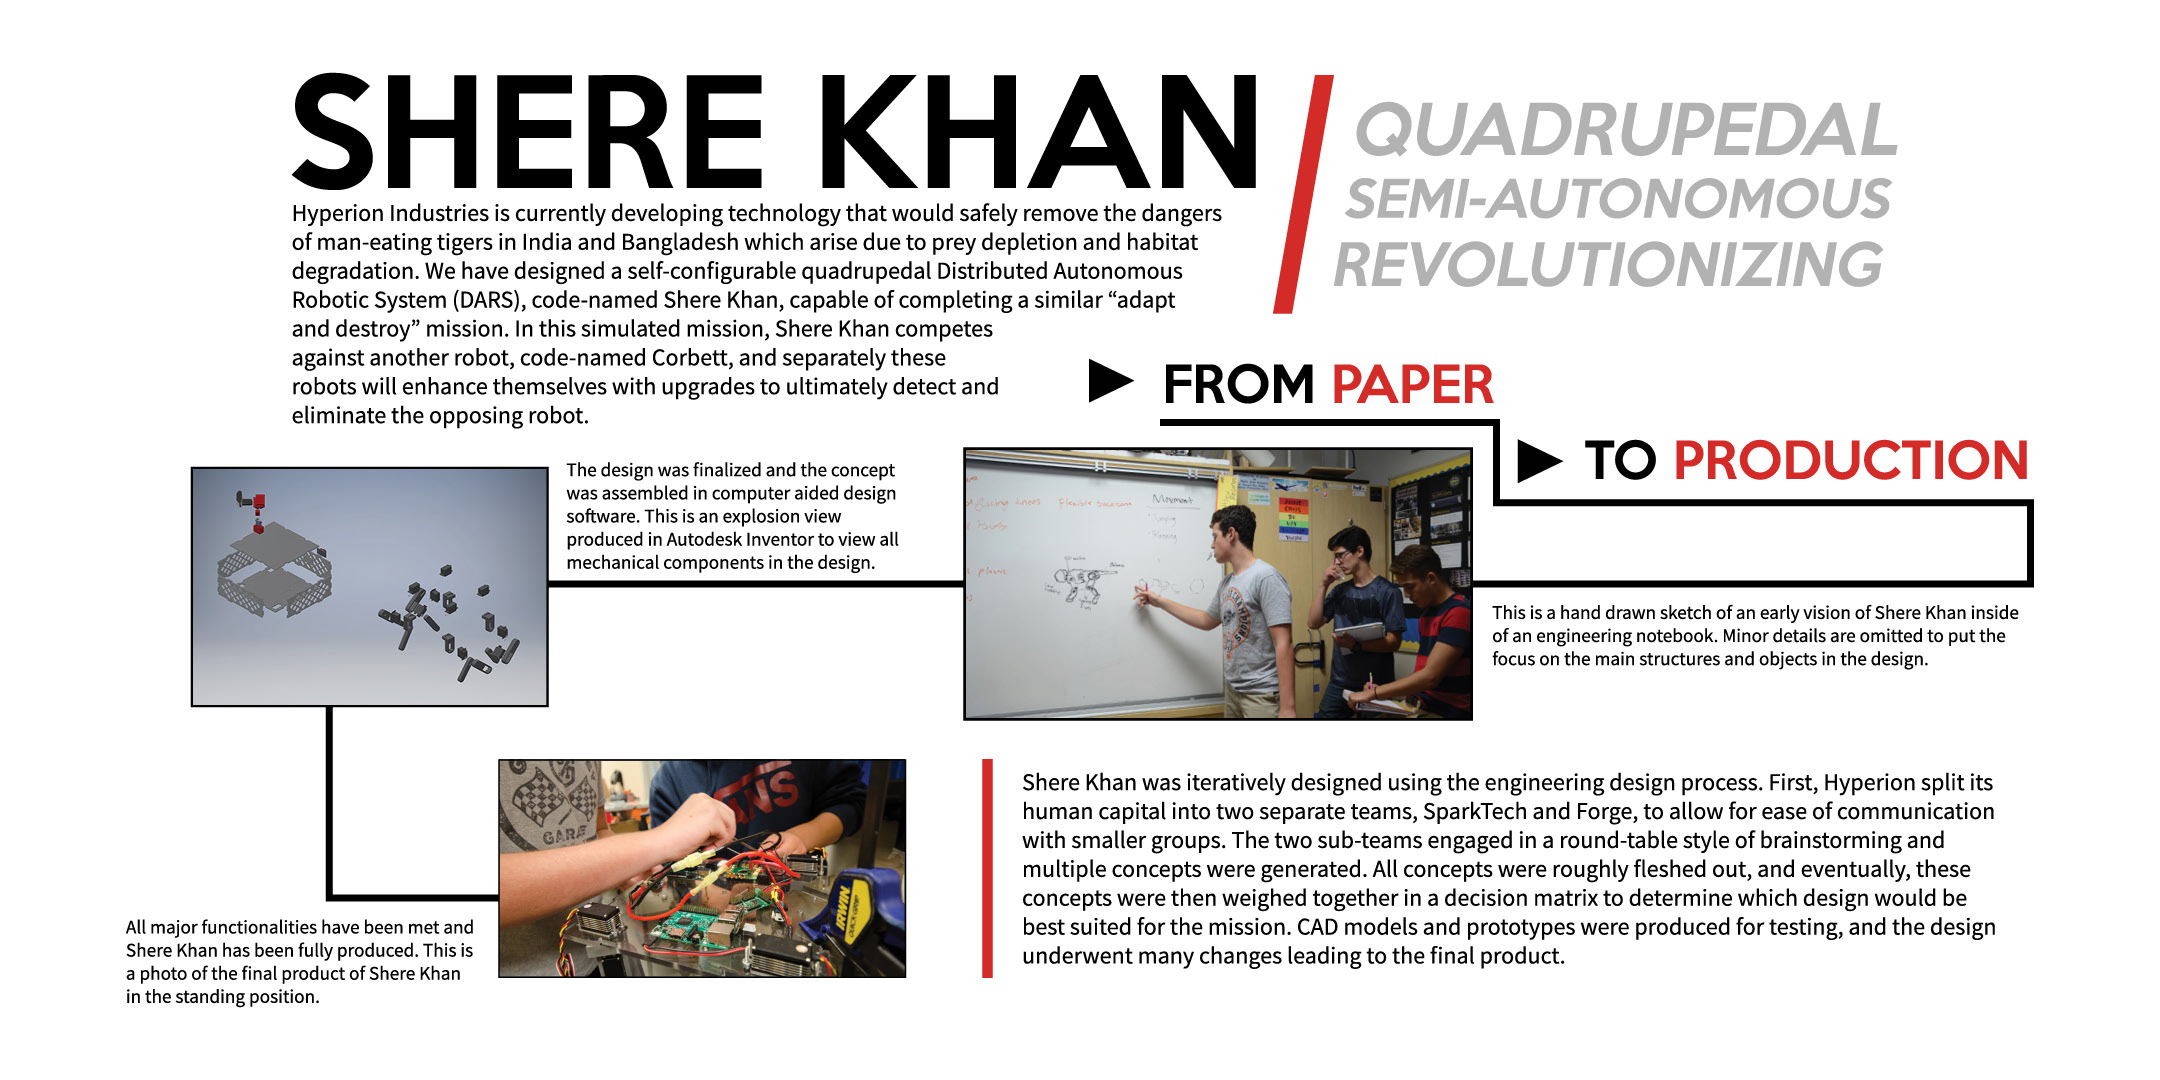 SHERE KHAN
QUADRUPEDAL
SEMI-AUTONOMOUS
REVOLUTIONIZING
Hyperion Industries is currently developing technology that would safely remove the dangers
of man-eating tigers in India and Bangladesh which arise due to prey depletion and habitat
degradation. We have designed a self-configurable quadrupedal Distributed Autonomous
Robotic System (DARS), code-named Shere Khan, capable of completing a similar “adapt
and destroy” mission. In this simulated mission, Shere Khan competes
against another robot, code-named Corbett, and separately these
robots will enhance themselves with upgrades to ultimately detect and
eliminate the opposing robot.
FROM PAPER
TO PRODUCTION
The design was finalized and the concept
was assembled in computer aided design
software. This is an explosion view
produced in Autodesk Inventor to view all
mechanical components in the design.
Flexible
Movment
Jumping
Running
This is a hand drawn sketch of an early vision of Shere Khan inside
of an engineering notebook. Minor details are omitted to put the
focus on the main structures and objects in the design.
GARA
VANS
IRWIN
QUICK-GRIP
All major functionalities have been met and
Shere Khan has been fully produced. This is
a photo of the final product of Shere Khan
in the standing position.
Shere Khan was iteratively designed using the engineering design process. First, Hyperion split its
human capital into two separate teams, SparkTech and Forge, to allow for ease of communication
with smaller groups. The two sub-teams engaged in a round-table style of brainstorming and
multiple concepts were generated. All concepts were roughly fleshed out, and eventually, these
concepts were then weighed together in a decision matrix to determine which design would be
best suited for the mission. CAD models and prototypes were produced for testing, and the design
underwent many changes leading to the final product.